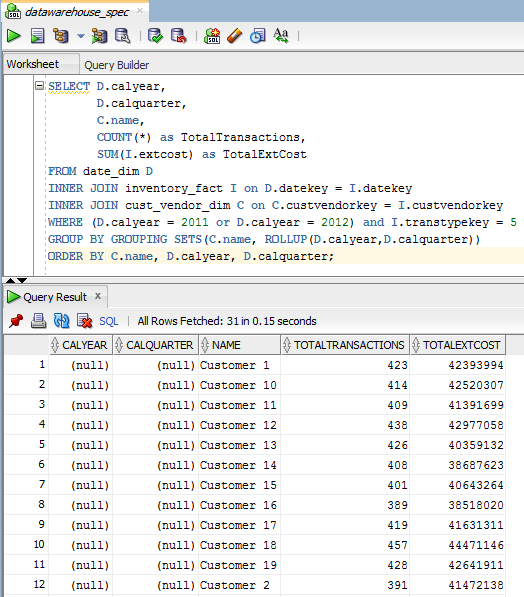 datawarehouse_spec
Worksheet Query Builder
SELECT D.calyear,
D.calquarter,
C.name,
COUNT(*) as TotalTransactions,
SUM(I.extcost) as TotalExtCost
FROM date_dim D
INNER JOIN inventory_fact I on D.datekey = I.datekey
INNER JOIN cust_vendor_dim C on C.custvendorkey = I.custvendorkey
WHERE (D.calyear = 2011 or D.calyear = 2012) and I.transtypekey = 5
GROUP BY GROUPING SETS(C.name, ROLLUP(D.calyear,D.calquarter))
ORDER BY C.name, D.calyear, D.calquarter;
Query Result x
SQL | All Rows Fetched: 31 in 0.15 seconds
CALYEAR CALQUARTER NAME TOTALTRANSACTIONS TOTALEXTCOST
1 (null) (null) Customer 1 423 42393994
2 (null) (null) Customer 10 414 42520307
3 (null) (null) Customer 11 409 41391699
4 (null) (null) Customer 12 438 42977058
5 (null) (null) Customer 13 426 40359132
6 (null) (null) Customer 14 408 38687623
7 (null) (null) Customer 15 401 40643264
8 (null) (null) Customer 16 389 38518020
9 (null) (null) Customer 17 419 41631311
10 (null) (null) Customer 18 457 44471146
11 (null) (null) Customer 19 428 42641911
12 (null) (null) Customer 2 391 41472138